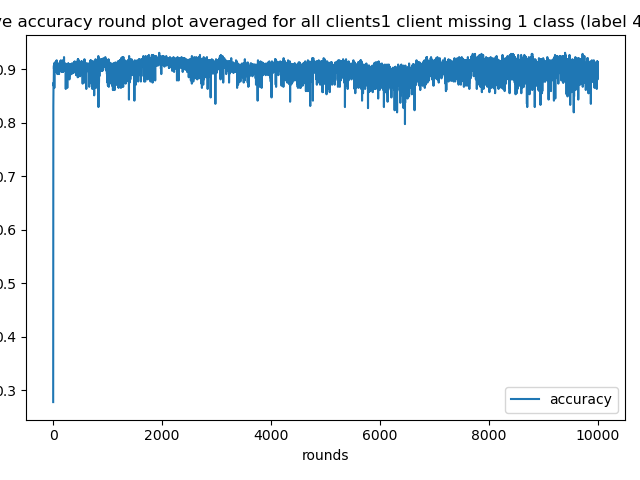 ve accuracy round plot averaged for all clients1 client missing 1 class (label 4
0.9
0.8
0.7
0.6
0.5
0.4
0.3
accuracy
0 2000 4000 6000 8000 10000
rounds